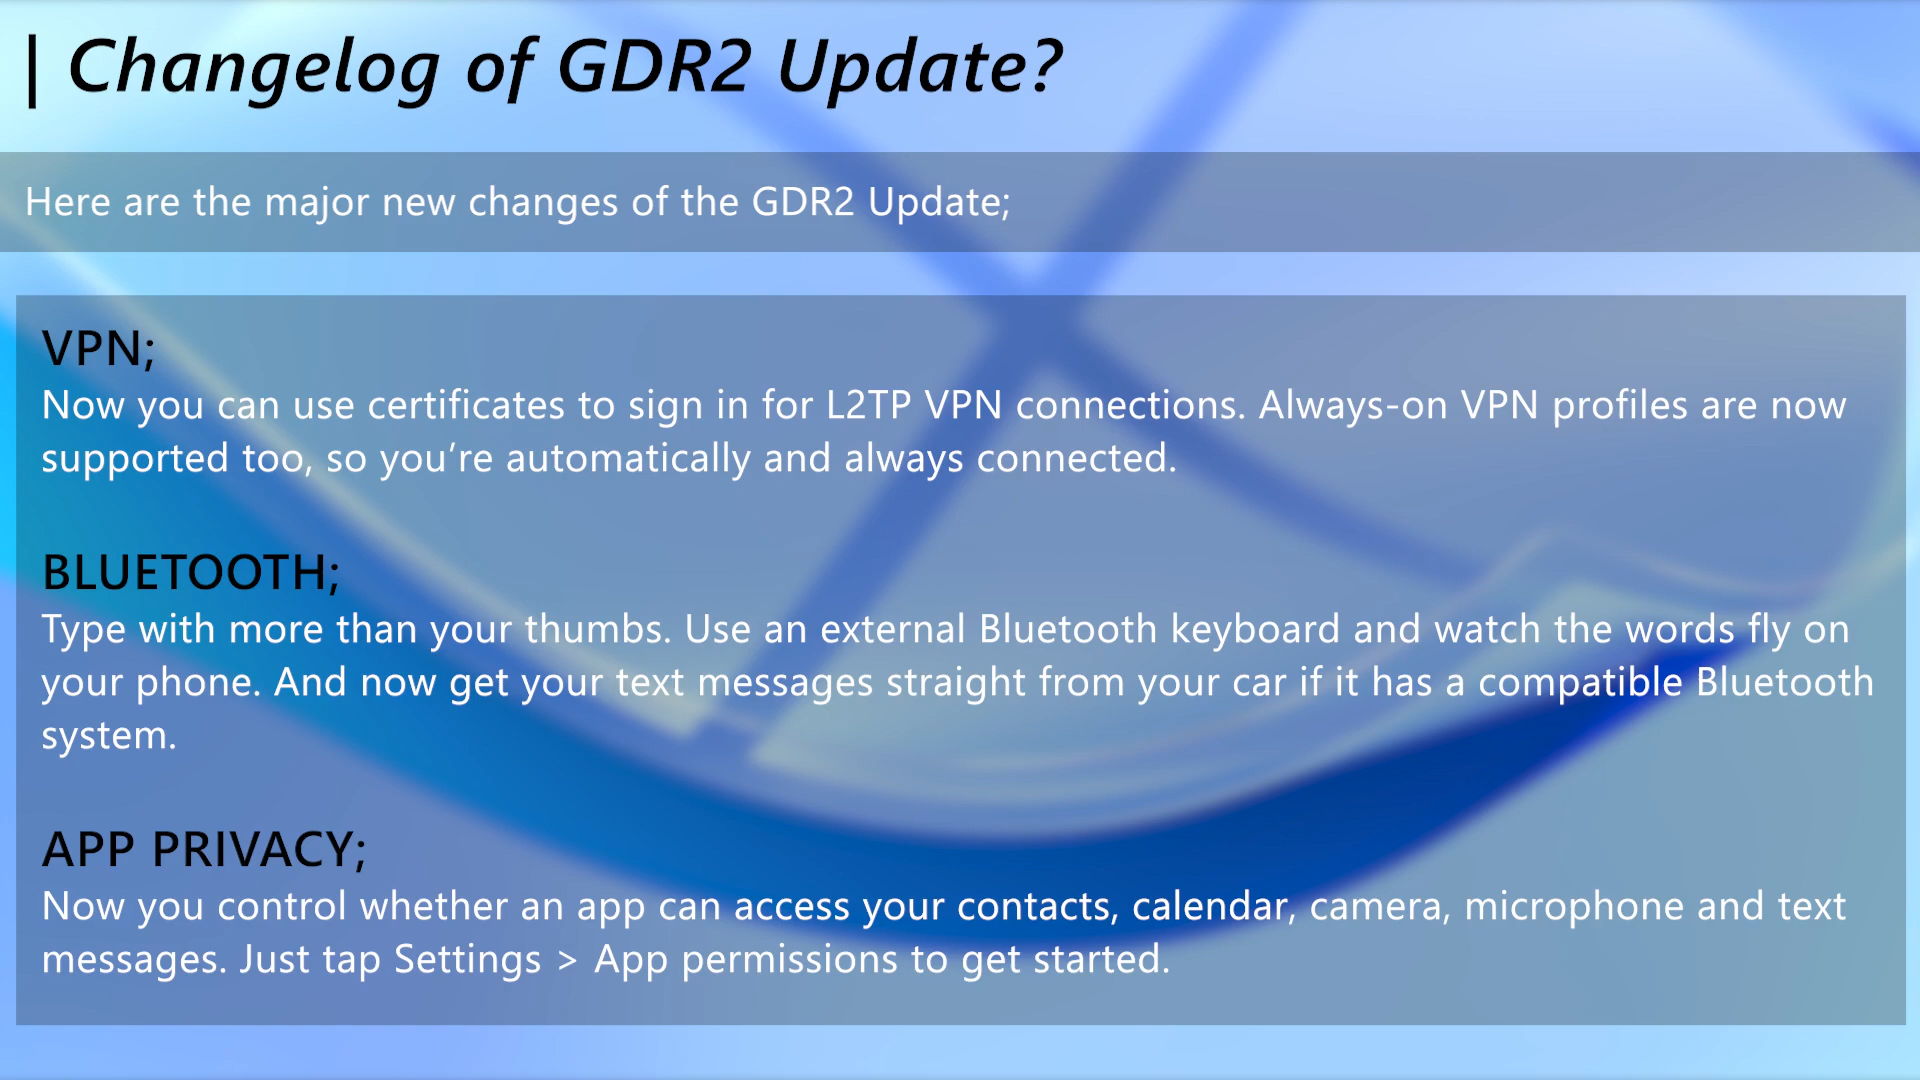 | Changelog of GDR2 Update?
Here are the major new changes of the GDR2 Update;
VPN;
Now you can use certificates to sign in for L2TP VPN connections. Always-on VPN profiles are now
supported too, so you’re automatically and always connected.
BLUETOOTH;
Type with more than your thumbs. Use an external Bluetooth keyboard and watch the words fly on
your phone. And now get your text messages straight from your car if it has a compatible Bluetooth
system.
APP PRIVACY;
Now you control whether an app can access your contacts, calendar, camera, microphone and text
messages. Just tap Settings > App permissions to get started.